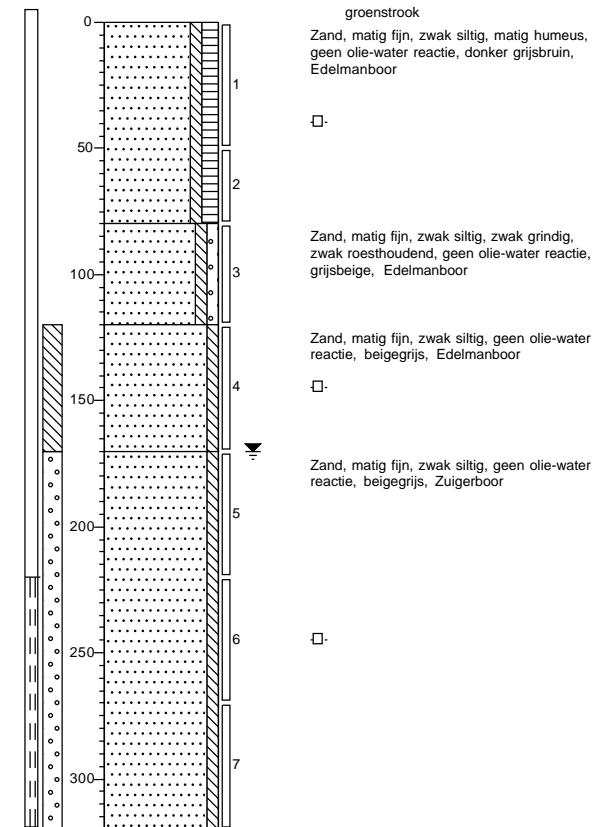 groenstrook
0
Zand, matig fijn, zwak siltig, matig humeus,
geen olie-water reactie, donker grijsbruin,
Edelmanboor
1
50
2
Zand, matig fijn, zwak siltig, zwak grindig,
zwak roesthoudend, geen olie-water reactie,
grijsbeige, Edelmanboor
3
100
Zand, matig fijn, zwak siltig, geen olie-water
reactie, beigegrijs, Edelmanboor
4
150
Zand, matig fijn, zwak siltig, geen olie-water
reactie, beigegrijs, Zuigerboor
5
200
6
250
7
300